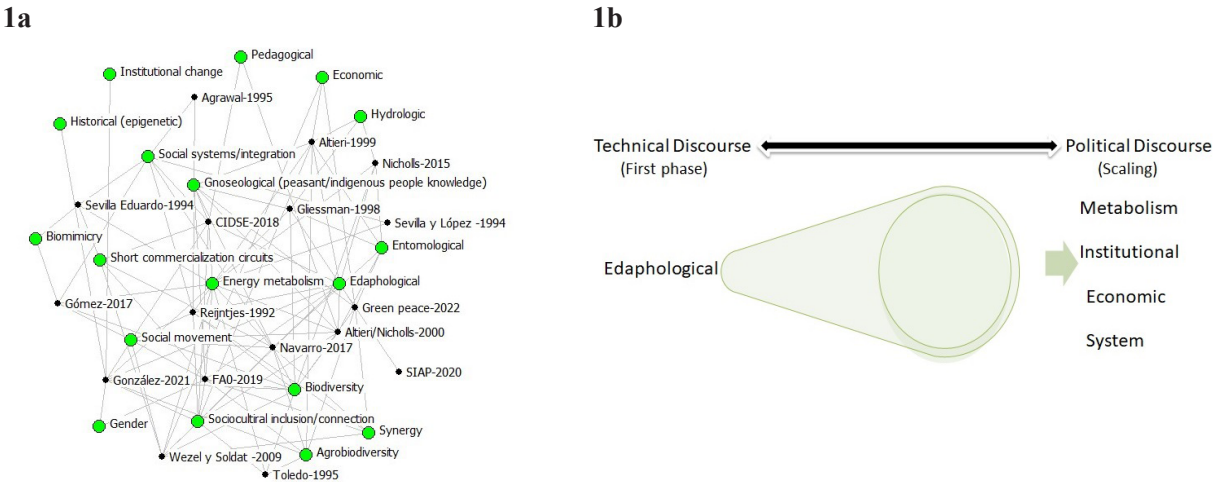 1a
Pedagogical
Institutional change
Economic
Agrawal-1995
Hydrologic
Historical (epigenetic)
Altieri-1999
Social systems/integration
Nicholls-2015
Gnoseological (peasant/indigenous people knowledge)
Sevilla Eduardo-1994
Gliessman-1998
CIDSE-2018
Sevilla y López -1994
Biomimicry
Entomological
Short commercialization circuits
Energy metabolism
Edaphological
Gómez-2017
Green peace-2022
Reijntjes-1992
Altieri/Nicholls-2000
Social movement
Navarro-2017
SIAP-2020
González-2021
FA0-2019
Biodiversity
Gender
Sociocultiral inclusion/connection
Synergy
Wezel y Soldat -2009
Agrobiodiversity
Toledo-1995
1b
Technical Discourse
(First phase)
Political Discourse
(Scaling)
Metabolism
Edaphological
Institutional
Economic
System